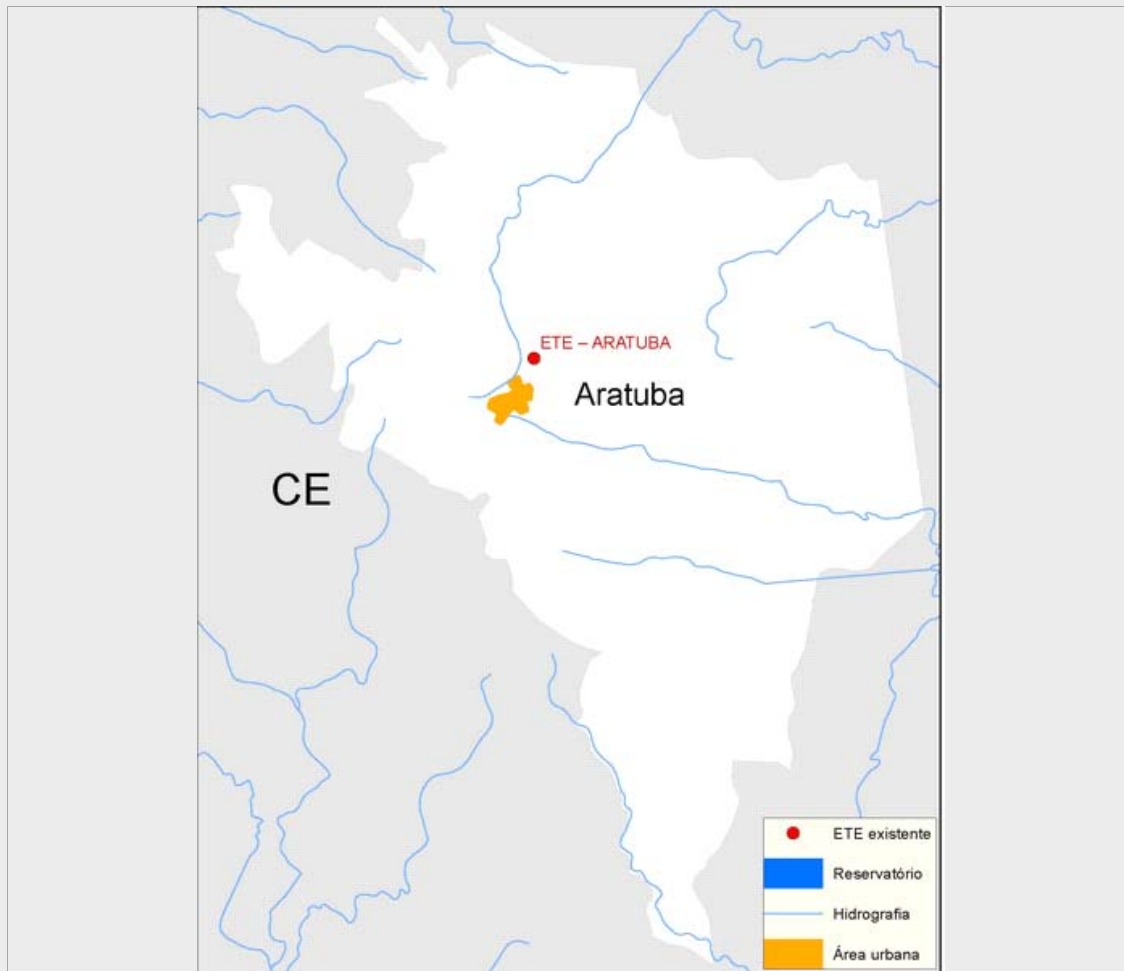 ETE – ARATUBA
Aratuba
CE
ETE existente
Reservatório
Hidrografia
Área urbana